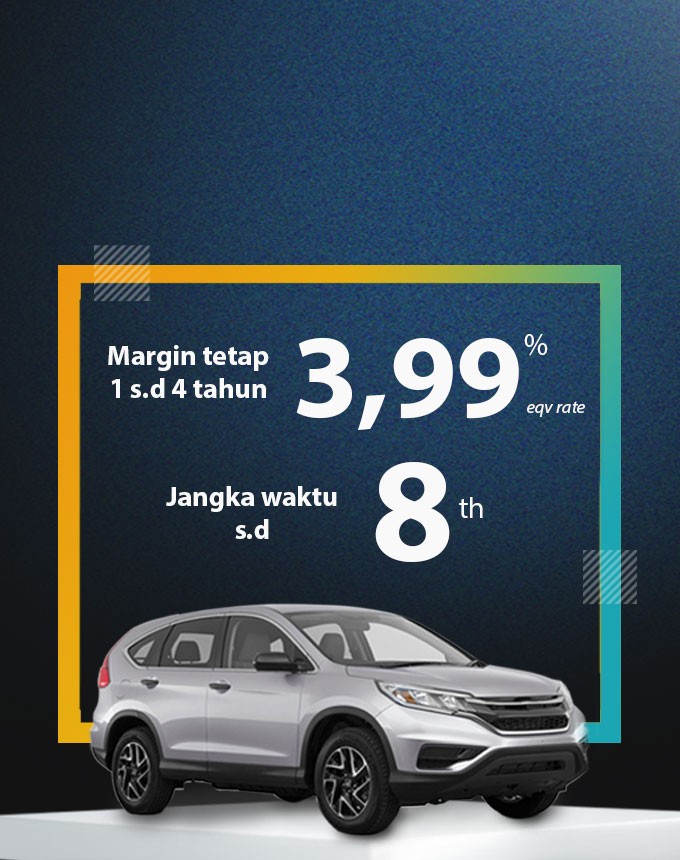 Margin tetap
1 s.d 4 tahun
3,99%
eqv rate
Jangka waktu
s.d
8 th